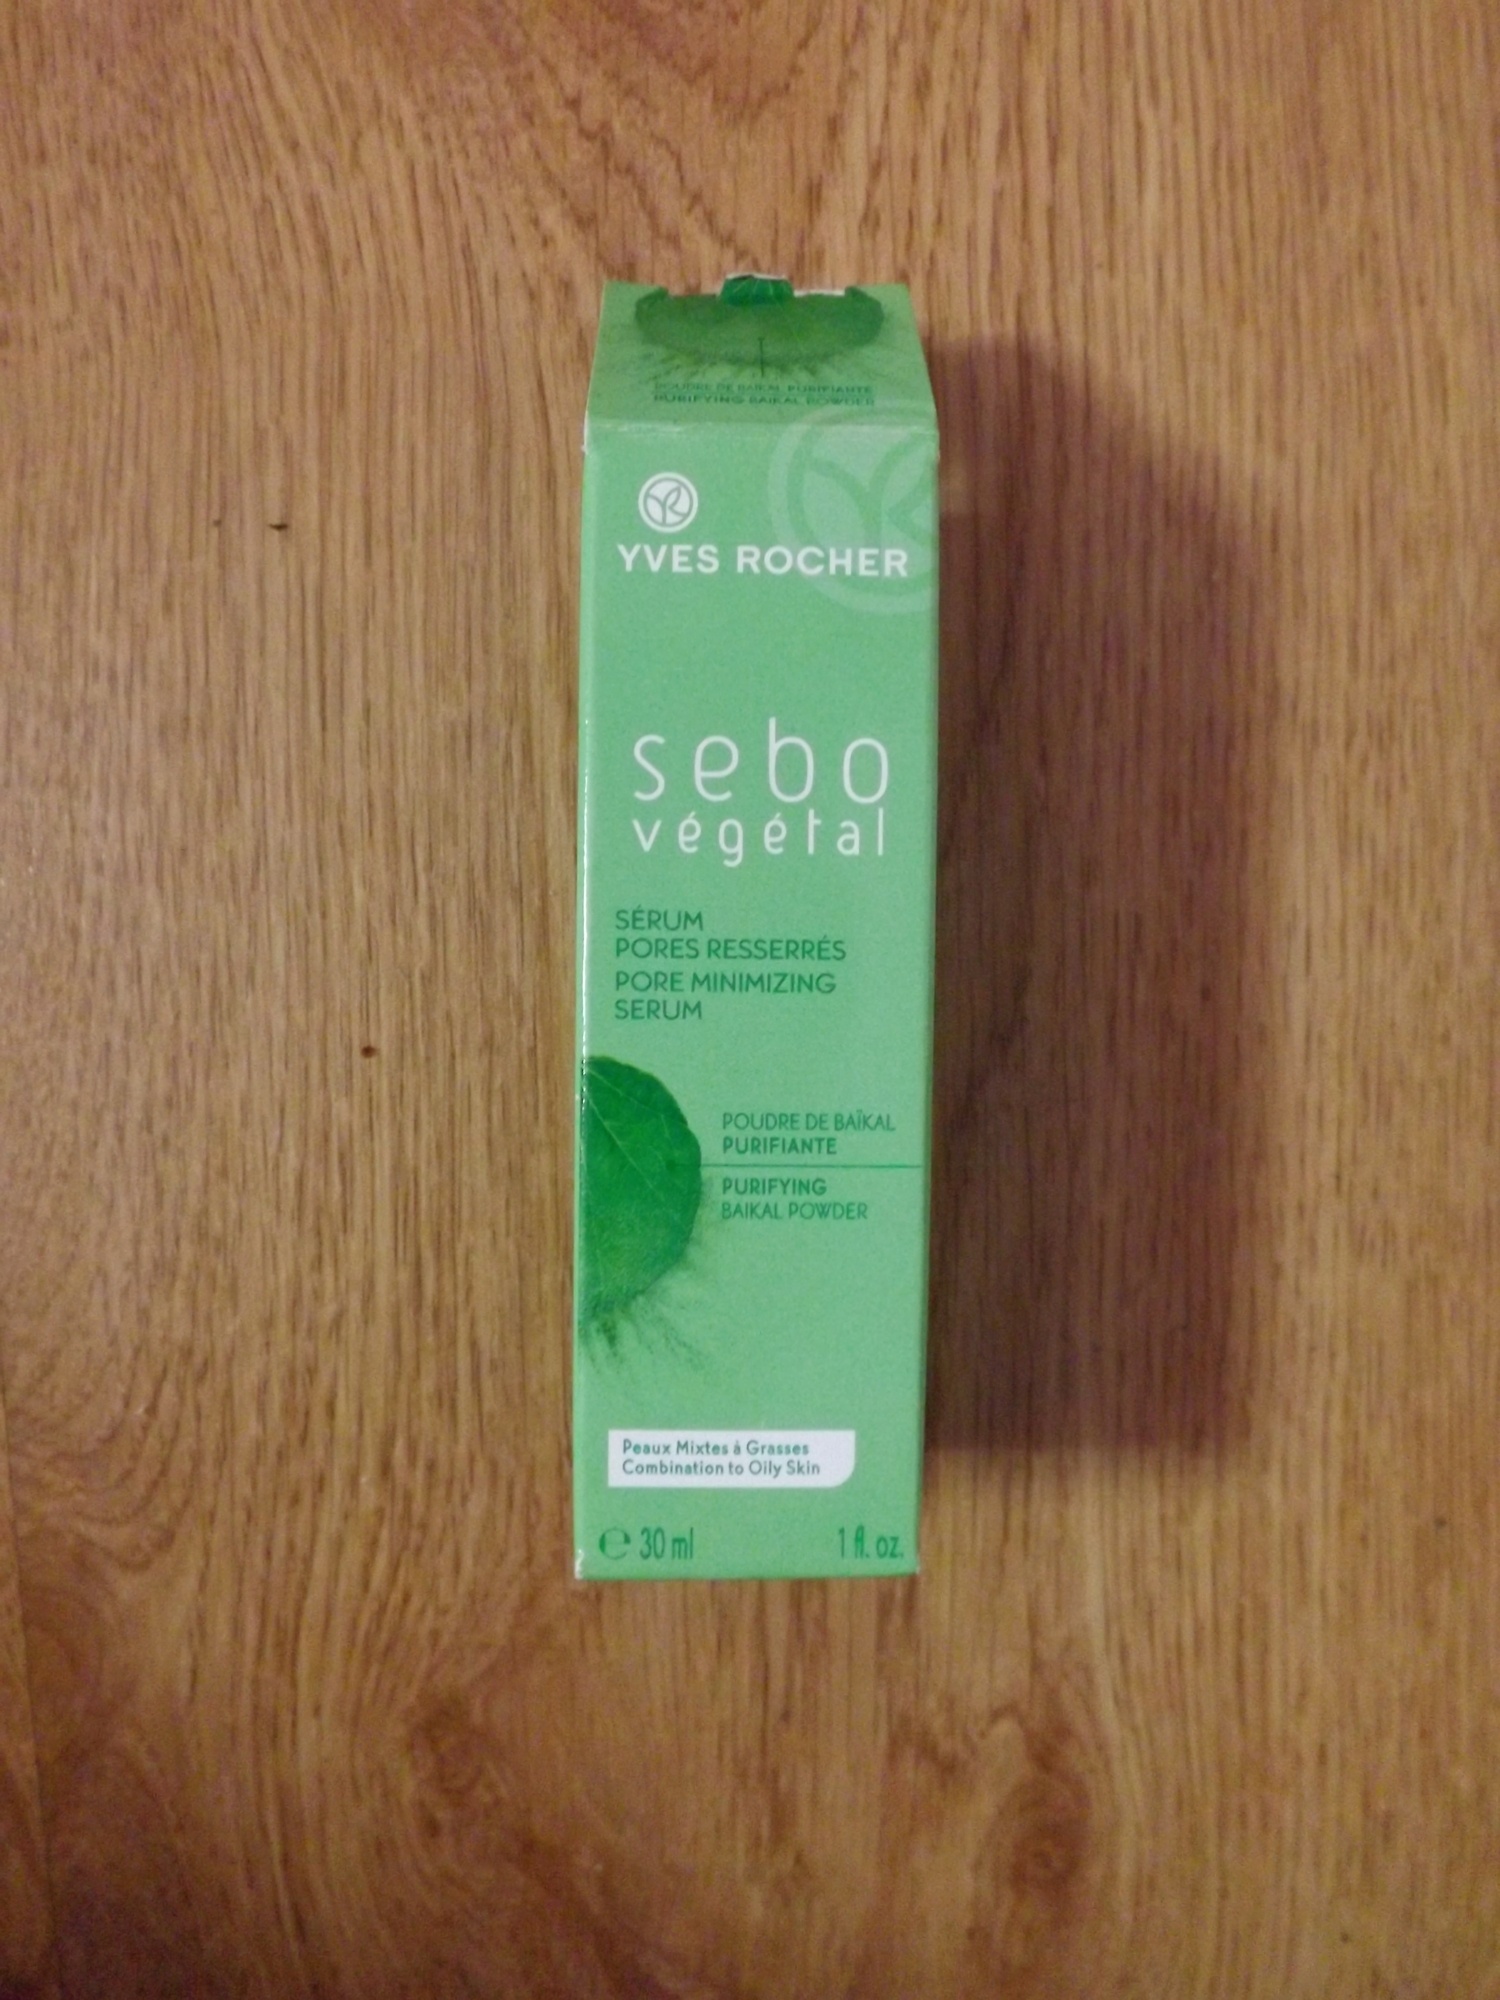 POUDRE DE BAÏKAL PURIFIANTE
PURIFYING BAIKAL POWDER
YVES ROCHER
sebo
végétal
SÉRUM
PORES RESSERRÉS
PORE MINIMIZING
SERUM
POUDRE DE BAÏKAL
PURIFIANTE
PURIFYING
BAIKAL POWDER
Peaux Mixtes à Grasses
Combination to Oily Skin
℮ 30 ml 1 fl. oz.